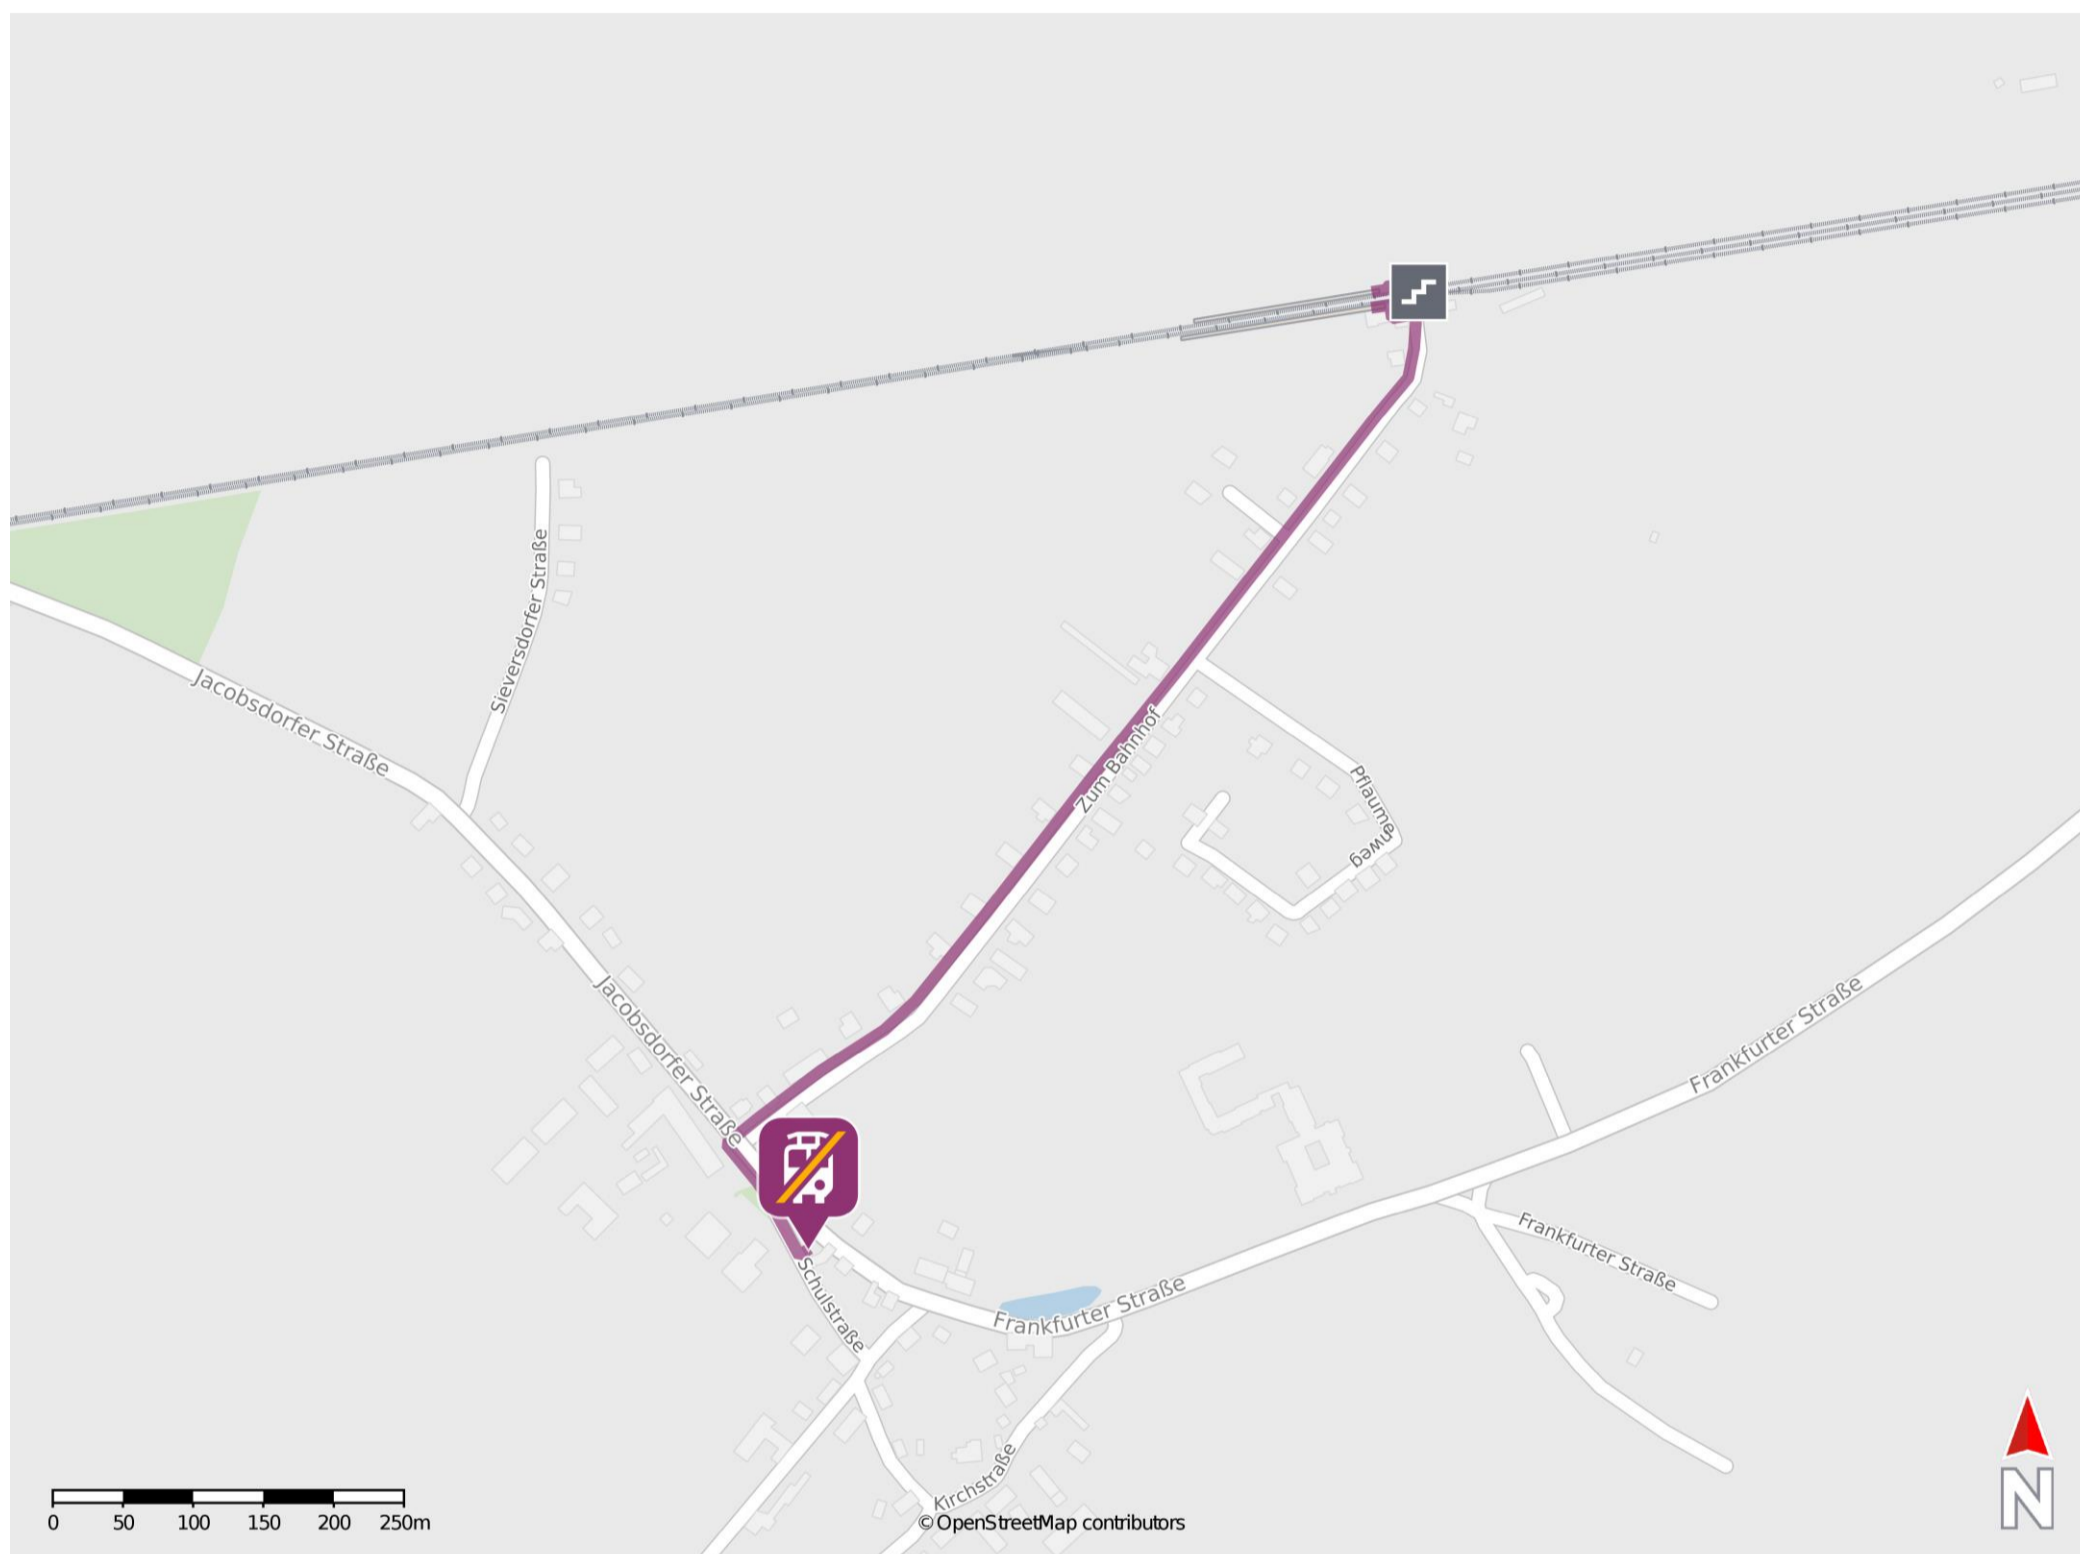 Sieversdorfer Straße
Jacobsdorfer Straße
Zum Bahnhof
Pflaumenweg
Jacobsdorfer Straße
Frankfurter Straße
Frankfurter Straße
Schulstraße
Frankfurter Straße
Kirchstraße
0 50 100 150 200 250m
© OpenStreetMap contributors
N